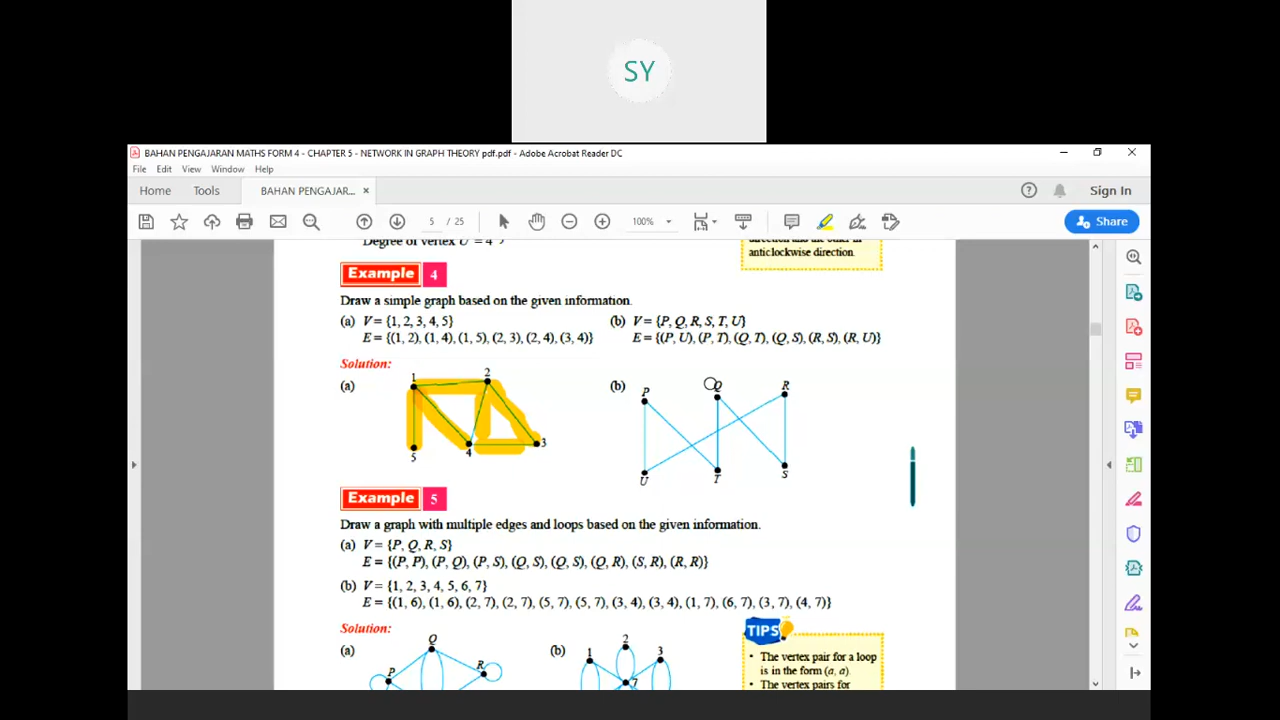 SY
BAHAN PENGAJARAN MATHS FORM 4 - CHAPTER 5 - NETWORK IN GRAPH THEORY pdf.pdf - Adobe Acrobat Reader DC
File Edit View Window Help
Home Tools BAHAN PENGAJAR... × Sign In
5 / 25 100% Share
Degree of vertex U = 4
anticlockwise direction.
Example 4
Draw a simple graph based on the given information.
(a) V = {1, 2, 3, 4, 5}
E = {(1, 2), (1, 4), (1, 5), (2, 3), (2, 4), (3, 4)}
(b) V = {P, Q, R, S, T, U}
E = {(P, U), (P, T), (Q, T), (Q, S), (R, S), (R, U)}
Solution:
(a)
1 2
5 4 3
(b)
P Q R
U T S
Example 5
Draw a graph with multiple edges and loops based on the given information.
(a) V = {P, Q, R, S}
E = {(P, P), (P, Q), (P, S), (Q, S), (Q, S), (Q, R), (S, R), (R, R)}
(b) V = {1, 2, 3, 4, 5, 6, 7}
E = {(1, 6), (1, 6), (2, 7), (2, 7), (5, 7), (5, 7), (3, 4), (3, 4), (1, 7), (6, 7), (3, 7), (4, 7)}
Solution:
(a)
Q
P R
(b)
2
1 3
7
TIPS
• The vertex pair for a loop
is in the form (a, a).
• The vertex pairs for